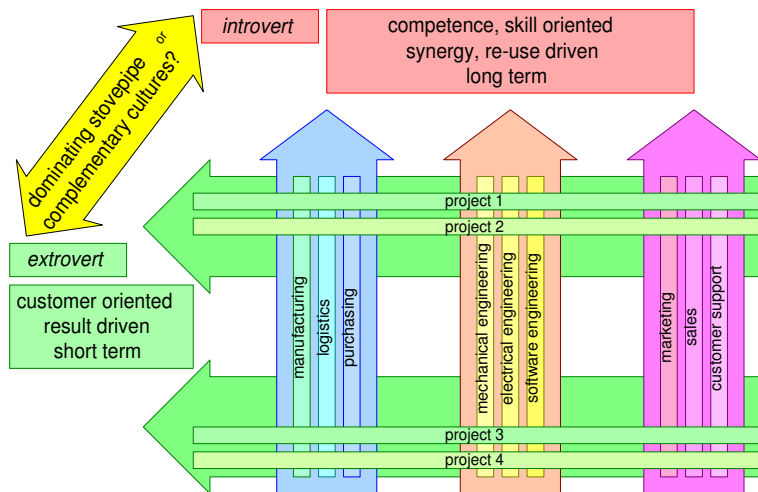 introvert
competence, skill oriented
synergy, re-use driven
long term
dominating stovepipe or
complementary cultures?
extrovert
customer oriented
result driven
short term
project 1
project 2
manufacturing
logistics
purchasing
mechanical engineering
electrical engineering
software engineering
marketing
sales
customer support
project 3
project 4